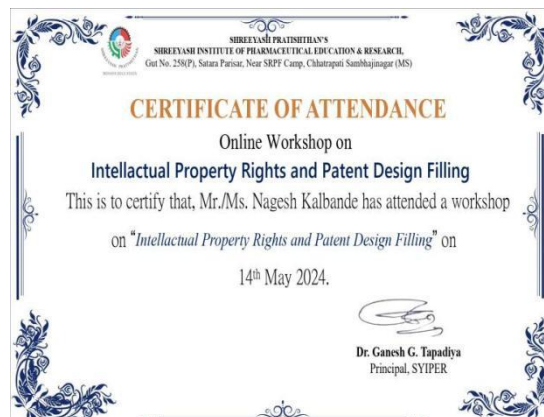 SHREEYASH PRATISHTHAN'S
SHREEYASH INSTITUTE OF PHARMACEUTICAL EDUCATION & RESEARCH,
Gut No. 258(P), Satara Parisar, Near SRPF Camp, Chhatrapati Sambhajinagar (MS)
CERTIFICATE OF ATTENDANCE
Online Workshop on
Intellactual Property Rights and Patent Design Filling
This is to certify that, Mr./Ms. Nagesh Kalbande has attended a workshop
on "Intellactual Property Rights and Patent Design Filling" on
14th May 2024.
Dr. Ganesh G. Tapadiya
Principal, SYIPER